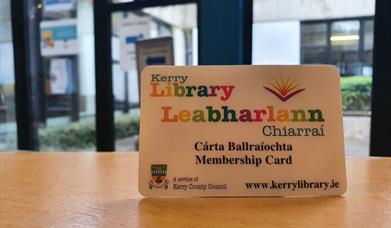 Kerry
Library
Leabharlann
Chiarraí
Cárta Ballraíochta
Membership Card
A service of
Kerry County Council
www.kerrylibrary.ie